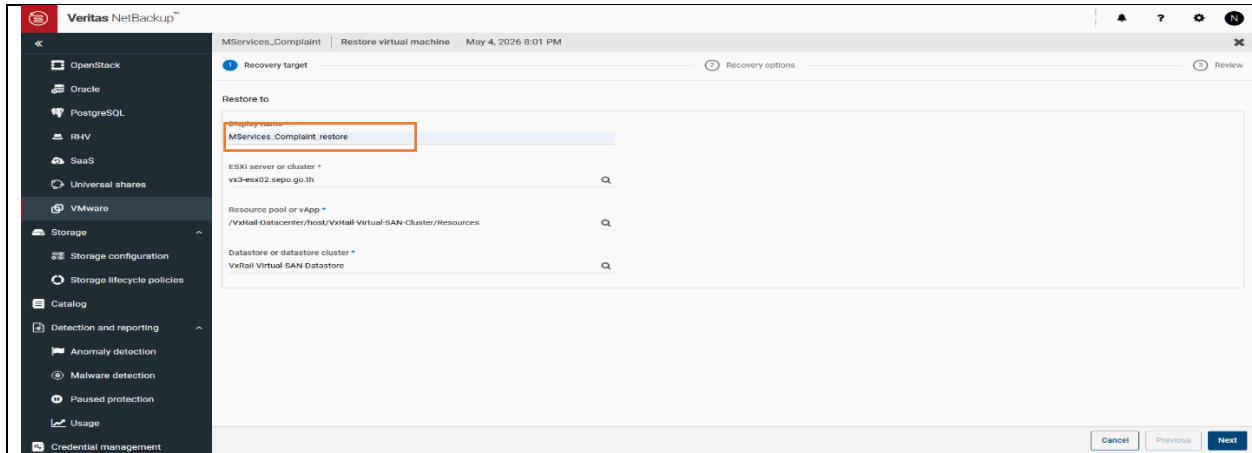 Veritas NetBackup™
? N
«
MServices_Complaint Restore virtual machine May 4, 2026 8:01 PM
OpenStack
1 Recovery target
2 Recovery options
3 Review
Oracle
Restore to
PostgreSQL
Display name *
RHV
MServices_Complaint_restore
SaaS
ESXi server or cluster *
vx3-esx02.sepo.go.th
Universal shares
VMware
Resource pool or vApp *
/VxRail-Datacenter/host/VxRail-Virtual-SAN-Cluster/Resources
Storage
Storage configuration
Datastore or datastore cluster *
VxRail-Virtual-SAN-Datastore
Storage lifecycle policies
Catalog
Detection and reporting
Anomaly detection
Malware detection
Paused protection
Usage
Credential management
Cancel Previous Next